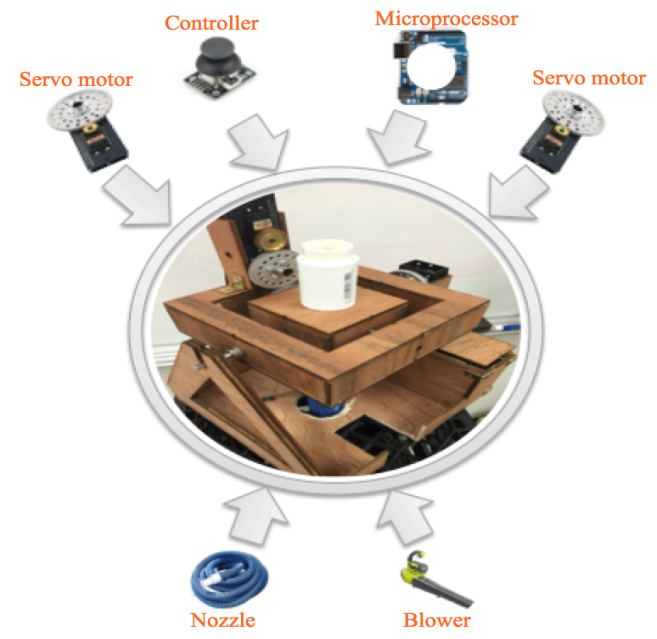 Controller
Microprocessor
Servo motor
Servo motor
Nozzle
Blower